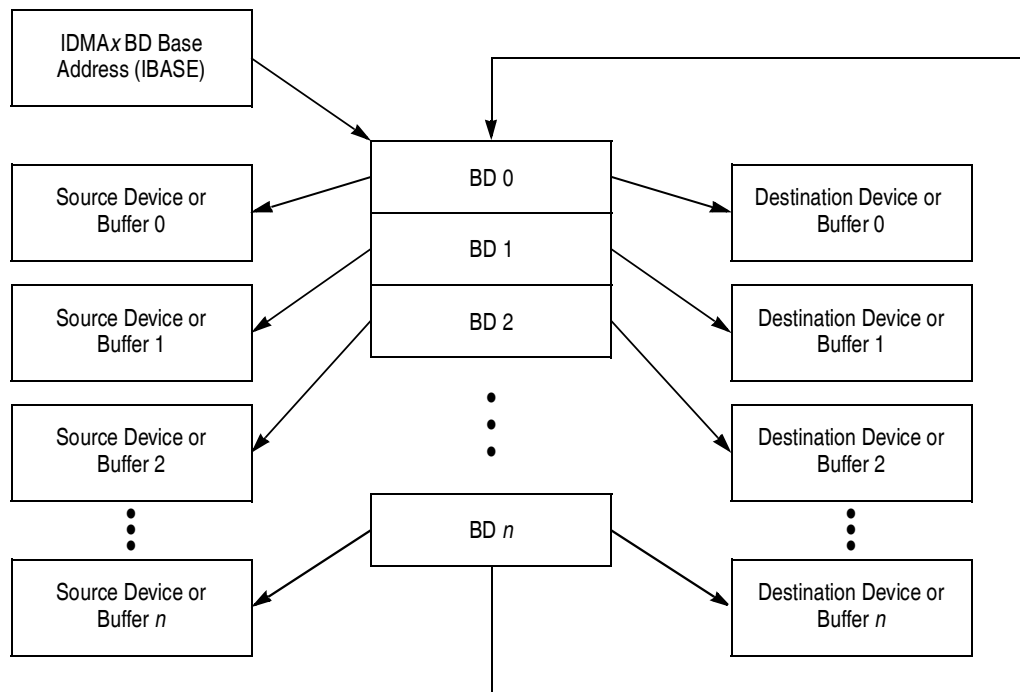 IDMAx BD Base
Address (IBASE)
BD 0
Source Device or
Buffer 0
Destination Device or
Buffer 0
BD 1
Source Device or
Buffer 1
Destination Device or
Buffer 1
BD 2
Source Device or
Buffer 2
Destination Device or
Buffer 2
BD n
Source Device or
Buffer n
Destination Device or
Buffer n